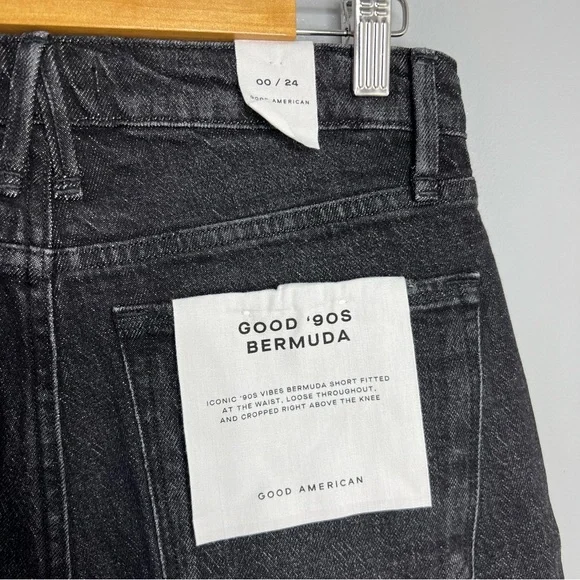 00 / 24
GOOD AMERICAN
GOOD ‘90S
BERMUDA
ICONIC ‘90S VIBES BERMUDA SHORT FITTED
AT THE WAIST, LOOSE THROUGHOUT,
AND CROPPED RIGHT ABOVE THE KNEE
GOOD AMERICAN